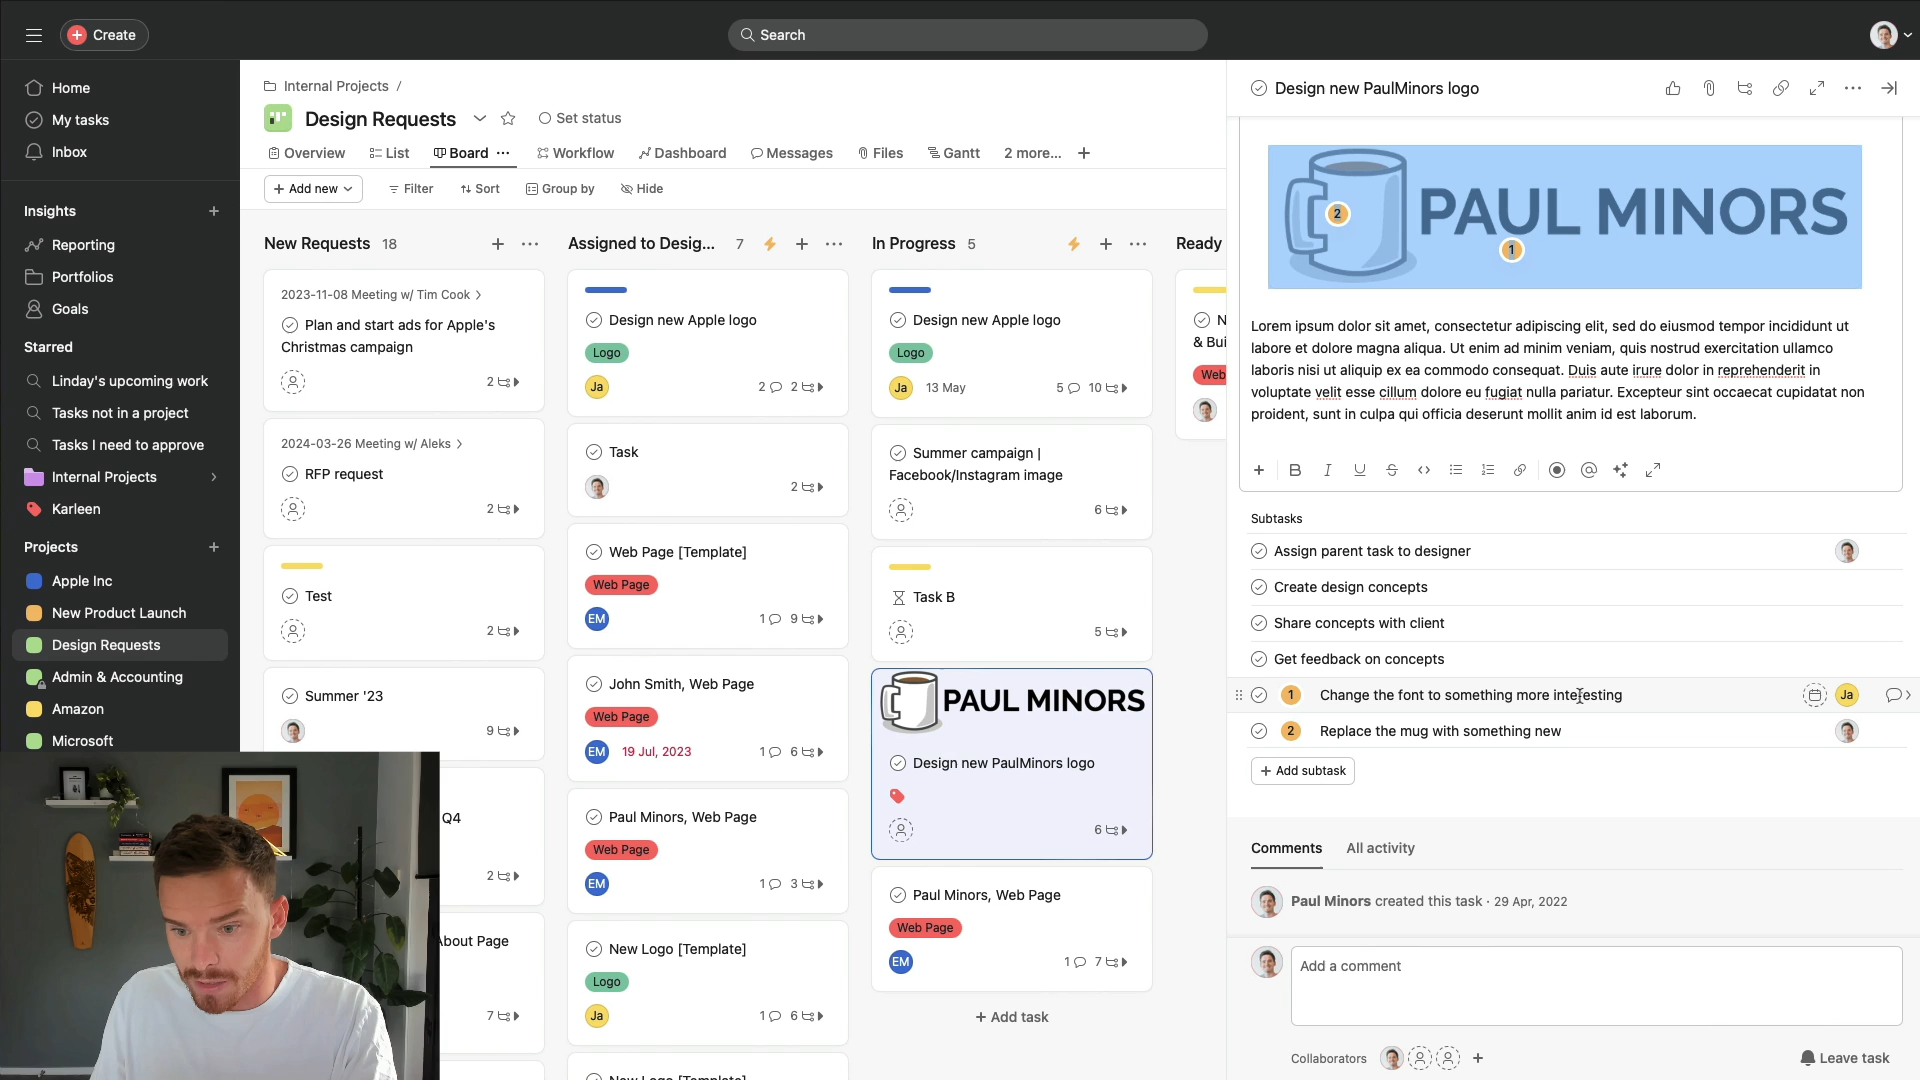 Create
Search
Home
My tasks
Inbox
Insights
Reporting
Portfolios
Goals
Starred
Linday's upcoming work
Tasks not in a project
Tasks I need to approve
Internal Projects
Karleen
Projects
Apple Inc
New Product Launch
Design Requests
Admin & Accounting
Amazon
Microsoft
Internal Projects /
Design Requests
Set status
Overview
List
Board
Workflow
Dashboard
Messages
Files
Gantt
2 more...
Add new
Filter
Sort
Group by
Hide
New Requests 18
2023-11-08 Meeting w/ Tim Cook
Plan and start ads for Apple's
Christmas campaign
2
2024-03-26 Meeting w/ Aleks
RFP request
2
Test
2
Summer '23
9
Q4
2
About Page
7
Assigned to Desig... 7
Design new Apple logo
Logo
Ja 2 2
Task
2
Web Page [Template]
Web Page
EM 1 9
John Smith, Web Page
Web Page
EM 19 Jul, 2023 1 6
Paul Minors, Web Page
Web Page
EM 1 3
New Logo [Template]
Logo
Ja 1 6
New Logo [Template]
In Progress 5
Design new Apple logo
Logo
Ja 13 May 5 10
Summer campaign |
Facebook/Instagram image
6
Task B
5
PAUL MINORS
Design new PaulMinors logo
6
Paul Minors, Web Page
Web Page
EM 1 7
+ Add task
Ready
N
& Bui
Web
Design new PaulMinors logo
PAUL MINORS
2
1
Lorem ipsum dolor sit amet, consectetur adipiscing elit, sed do eiusmod tempor incididunt ut
labore et dolore magna aliqua. Ut enim ad minim veniam, quis nostrud exercitation ullamco
laboris nisi ut aliquip ex ea commodo consequat. Duis aute irure dolor in reprehenderit in
voluptate velit esse cillum dolore eu fugiat nulla pariatur. Excepteur sint occaecat cupidatat non
proident, sunt in culpa qui officia deserunt mollit anim id est laborum.
Subtasks
Assign parent task to designer
Create design concepts
Share concepts with client
Get feedback on concepts
1 Change the font to something more interesting Ja
2 Replace the mug with something new
+ Add subtask
Comments
All activity
Paul Minors created this task · 29 Apr, 2022
Add a comment
Collaborators
Leave task